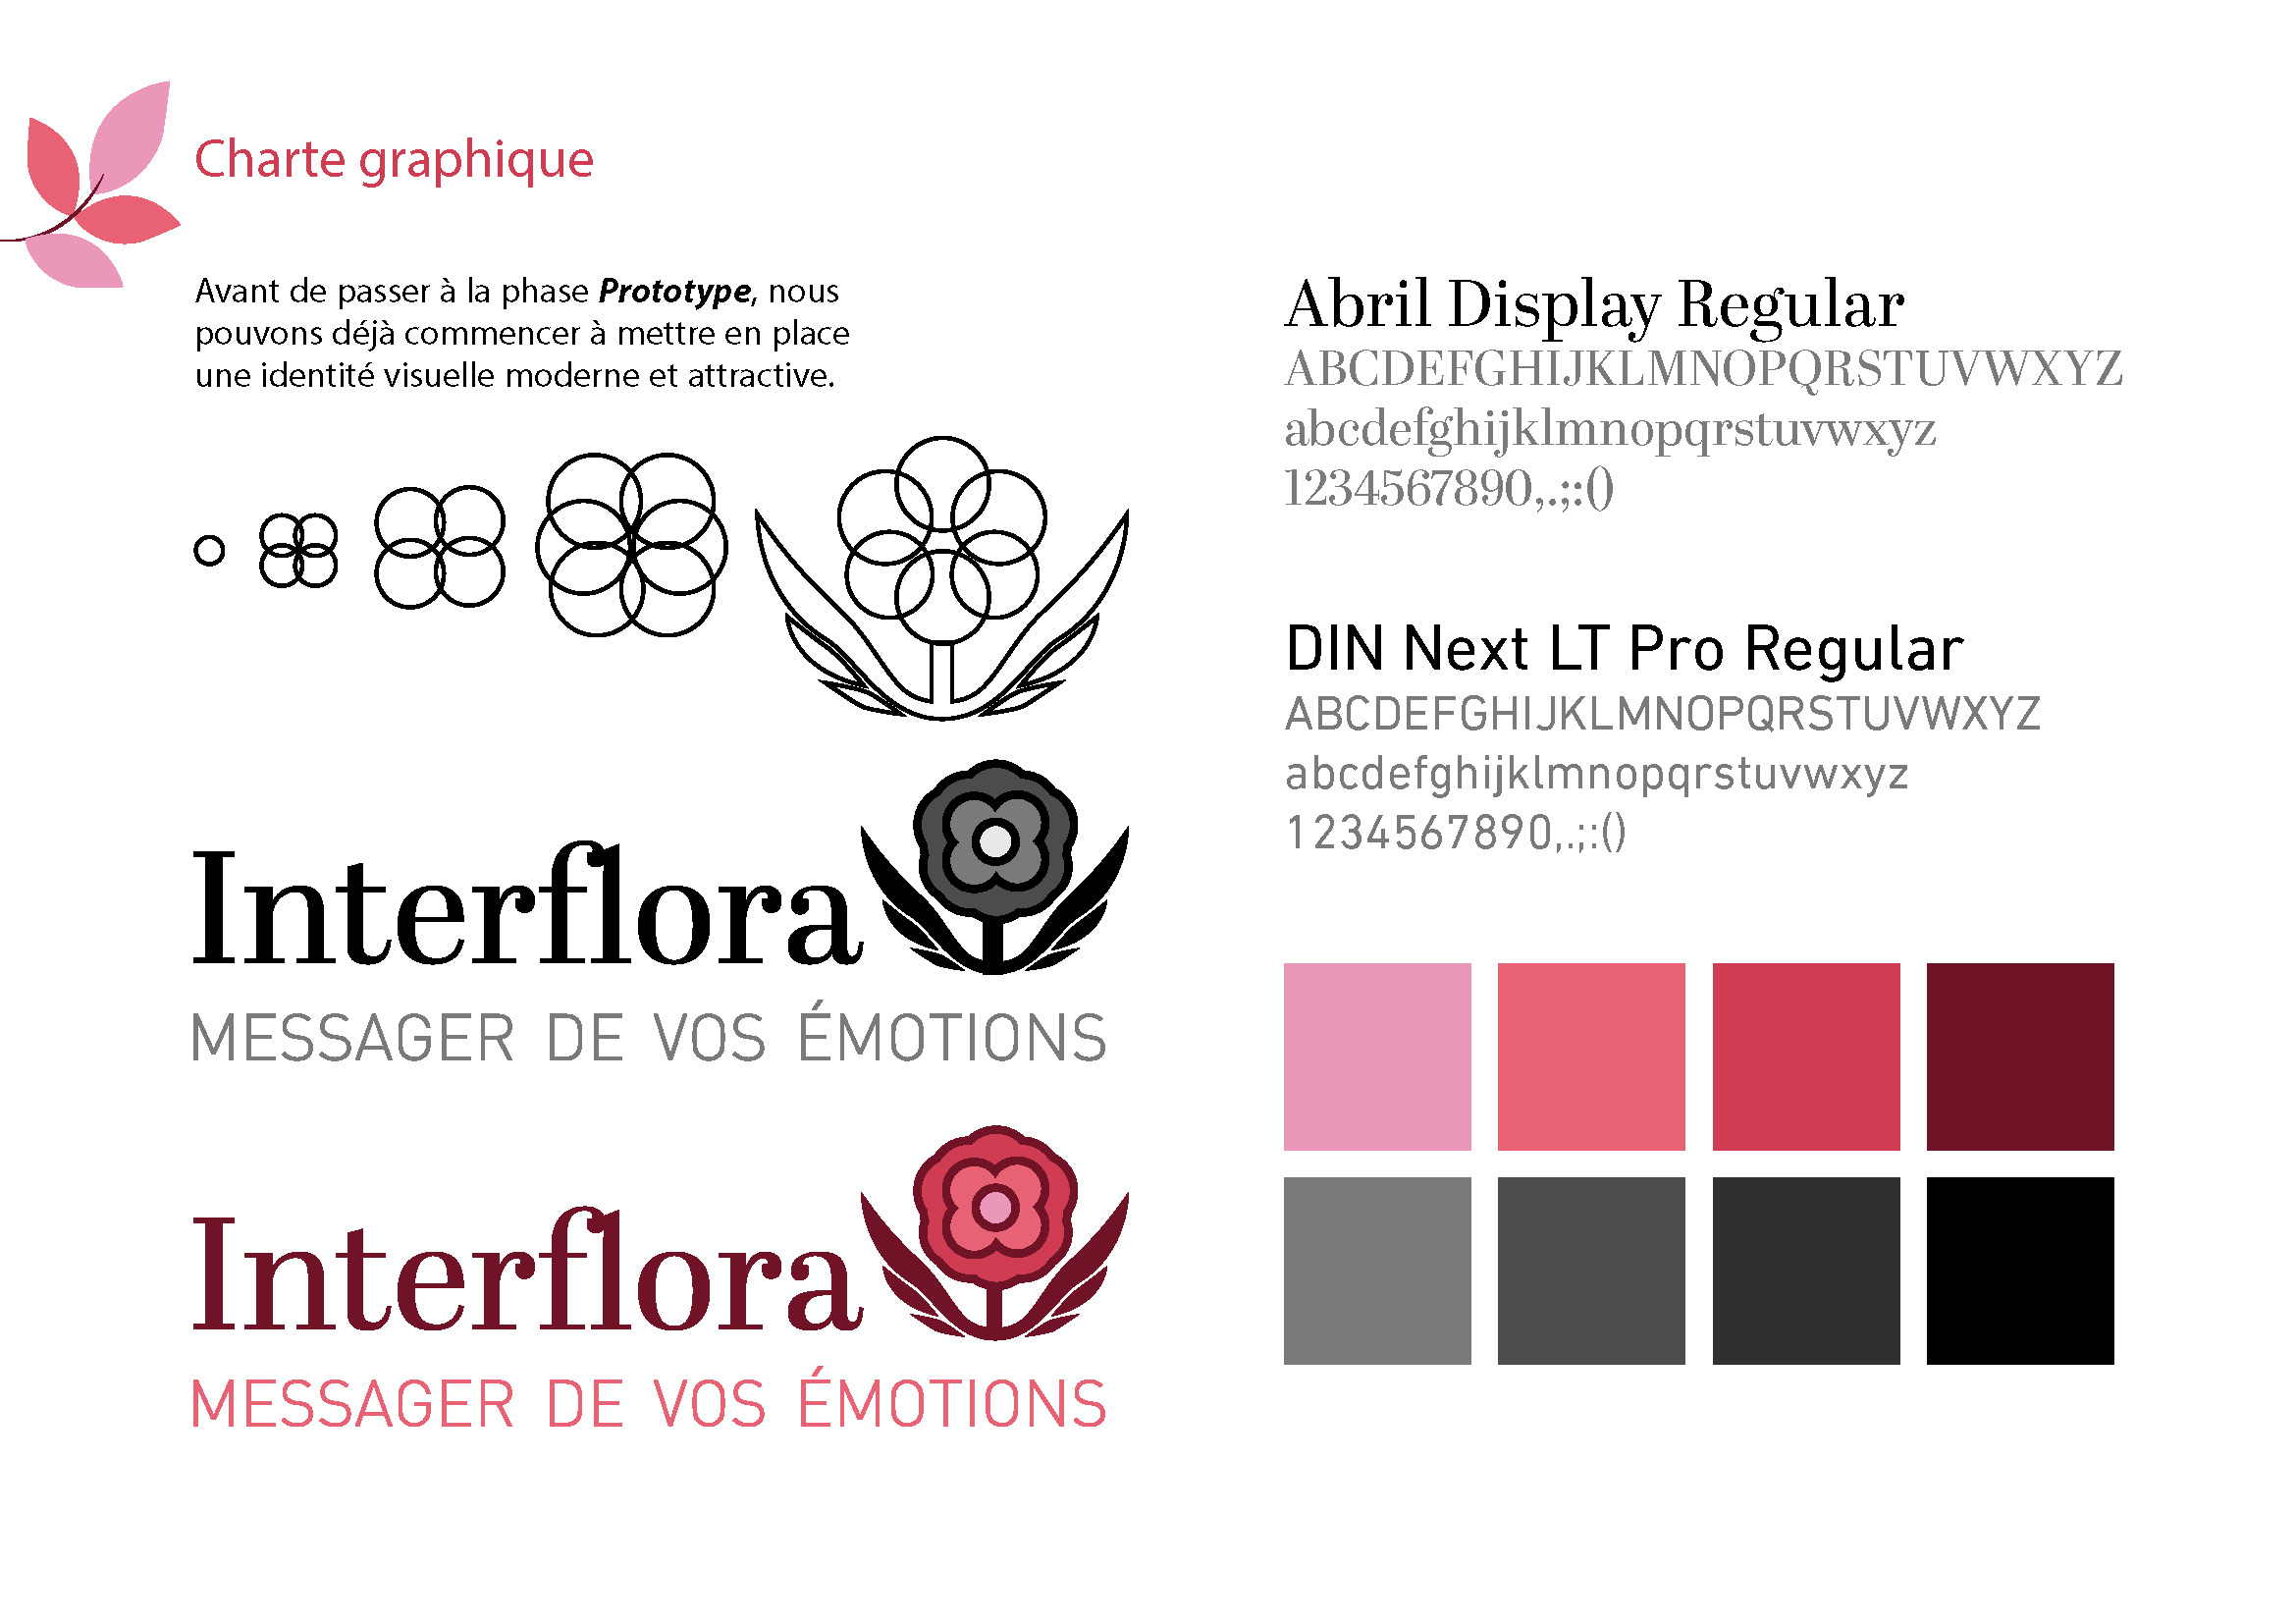 Charte graphique
Avant de passer à la phase Prototype, nous
pouvons déjà commencer à mettre en place
une identité visuelle moderne et attractive.
Interflora
MESSAGER DE VOS ÉMOTIONS
Interflora
MESSAGER DE VOS ÉMOTIONS
Abril Display Regular
ABCDEFGHIJKLMNOPQRSTUVWXYZ
abcdefghijklmnopqrstuvwxyz
1234567890,.;:()
DIN Next LT Pro Regular
ABCDEFGHIJKLMNOPQRSTUVWXYZ
abcdefghijklmnopqrstuvwxyz
1234567890,.;:()